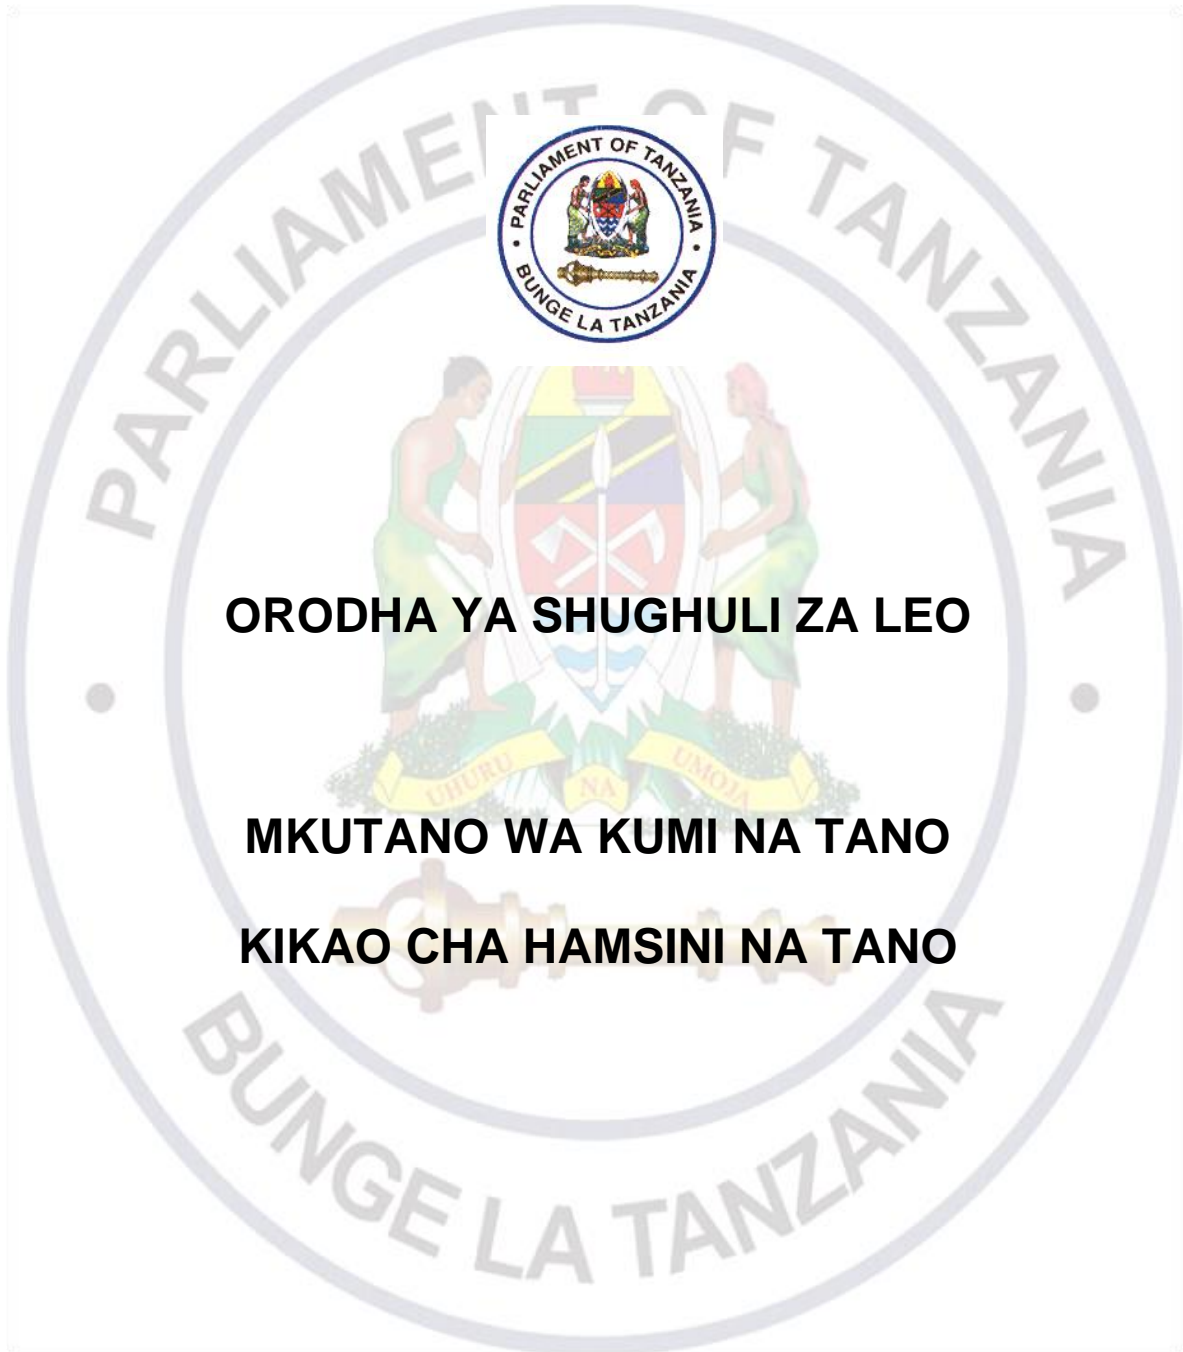 PARLIAMENT OF TANZANIA
BUNGE LA TANZANIA
PARLIAMENT OF TANZANIA
BUNGE LA TANZANIA
ORODHA YA SHUGHULI ZA LEO
UHURU NA UMOJA
MKUTANO WA KUMI NA TANO
KIKAO CHA HAMSINI NA TANO